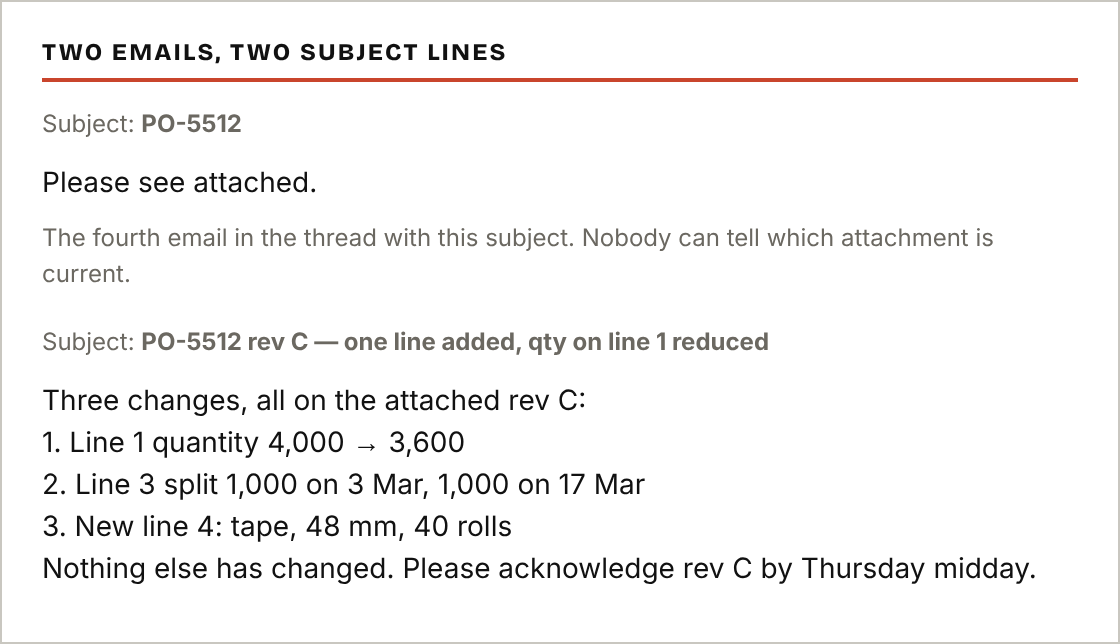 TWO EMAILS, TWO SUBJECT LINES
Subject: PO-5512
Please see attached.
The fourth email in the thread with this subject. Nobody can tell which attachment is
current.
Subject: PO-5512 rev C — one line added, qty on line 1 reduced
Three changes, all on the attached rev C:
1. Line 1 quantity 4,000 → 3,600
2. Line 3 split 1,000 on 3 Mar, 1,000 on 17 Mar
3. New line 4: tape, 48 mm, 40 rolls
Nothing else has changed. Please acknowledge rev C by Thursday midday.